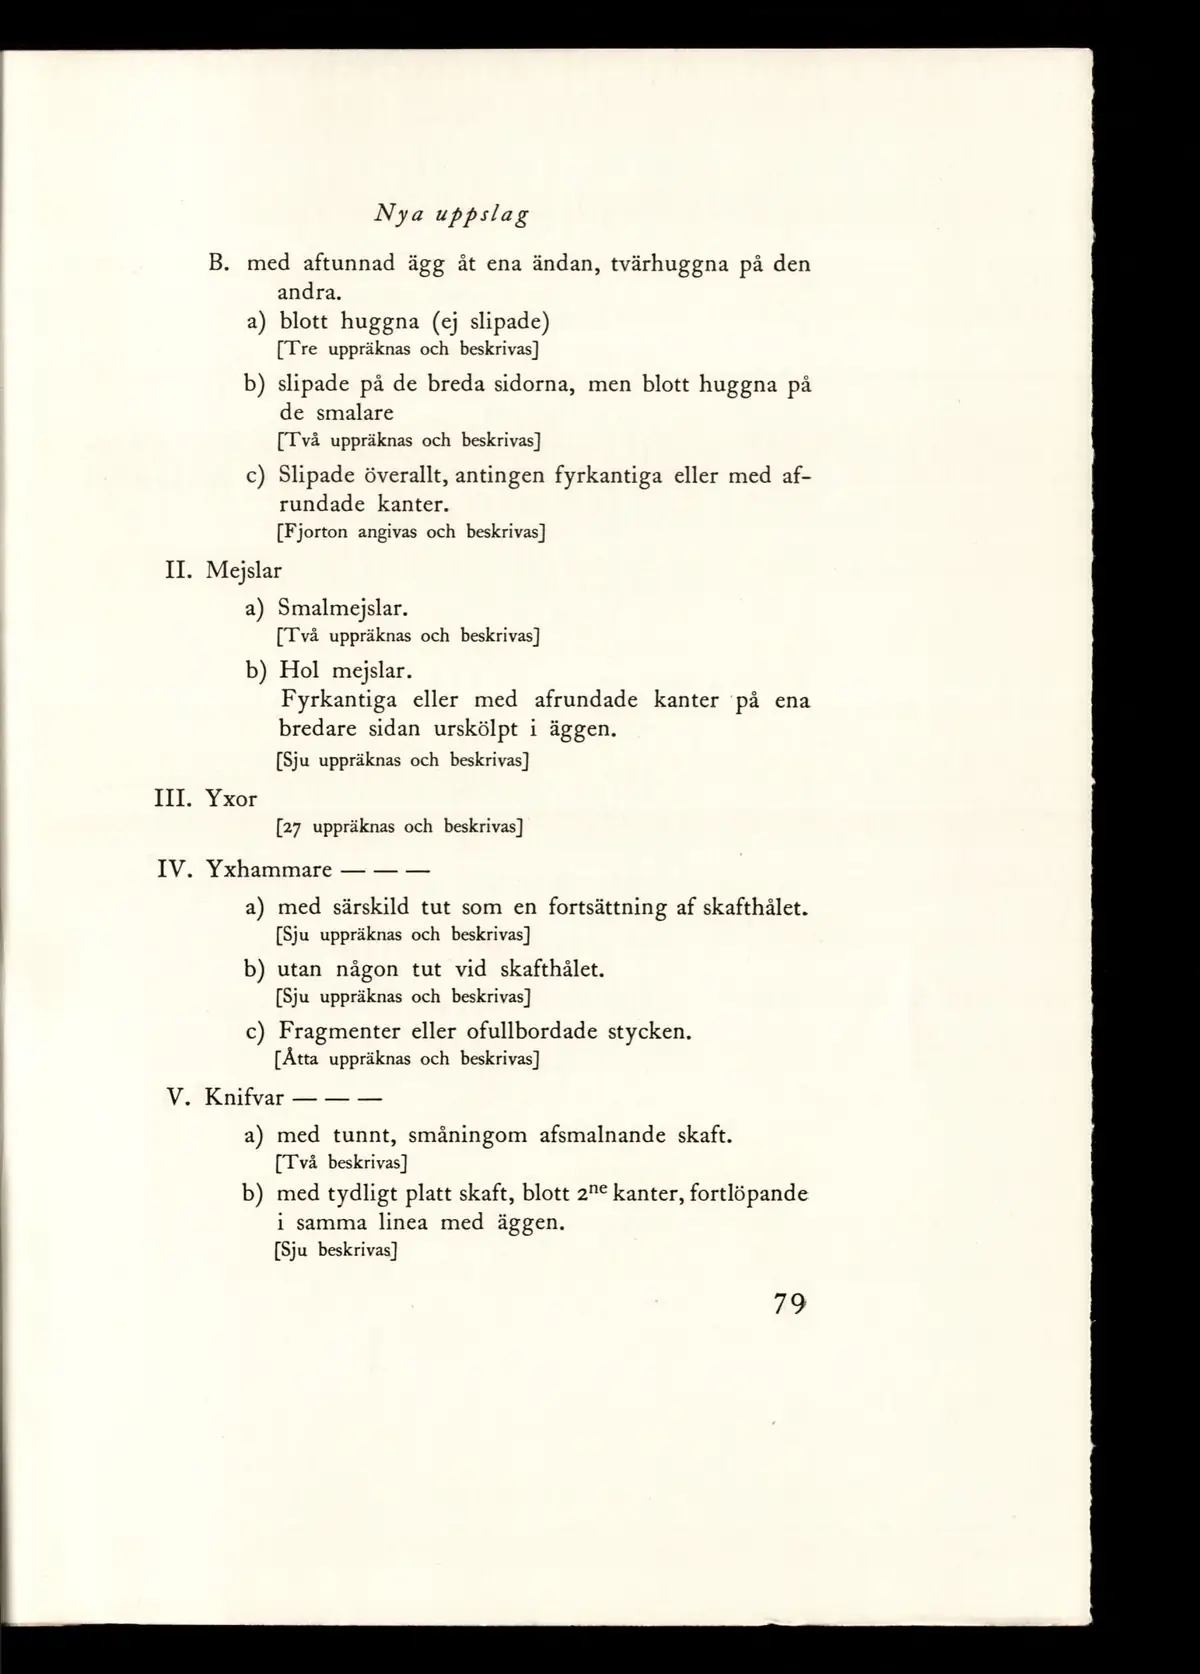 Nya uppslag
B. med aftunnad ägg åt ena ändan, tvärhuggna på den
andra.
a) blott huggna (ej slipade)
[Tre uppräknas och beskrivas]
b) slipade på de breda sidorna, men blott huggna på
de smalare
[Två uppräknas och beskrivas]
c) Slipade överallt, antingen fyrkantiga eller med af-
rundade kanter.
[Fjorton angivas och beskrivas]
II. Mejslar
a) Smalmejslar.
[Två uppräknas och beskrivas]
b) Hol mejslar.
Fyrkantiga eller med afrundade kanter på ena
bredare sidan urskölpt i äggen.
[Sju uppräknas och beskrivas]
III. Yxor
[27 uppräknas och beskrivas]
IV. Yxhammare — — —
a) med särskild tut som en fortsättning af skafthålet.
[Sju uppräknas och beskrivas]
b) utan någon tut vid skafthålet.
[Sju uppräknas och beskrivas]
c) Fragmenter eller ofullbordade stycken.
[Åtta uppräknas och beskrivas]
V. Knifvar — — —
a) med tunnt, småningom afsmalnande skaft.
[Två beskrivas]
b) med tydligt platt skaft, blott 2ne kanter, fortlöpande
i samma linea med äggen.
[Sju beskrivas]
79